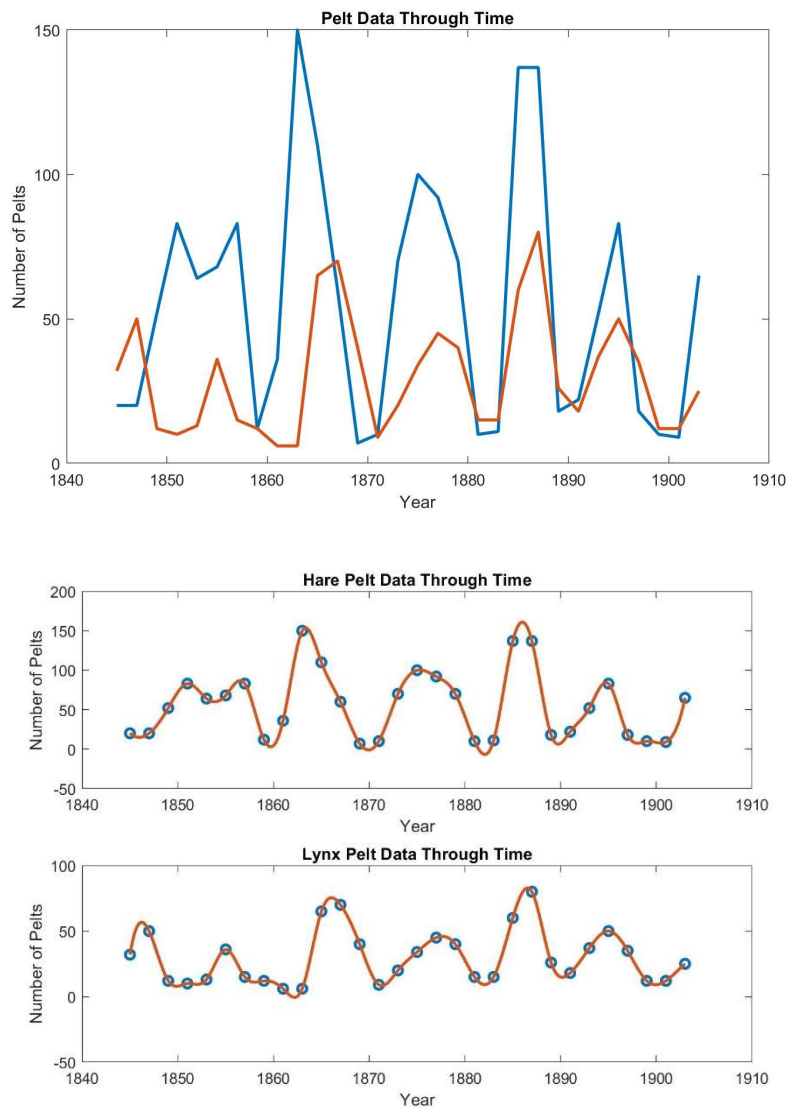 Pelt Data Through Time
150
100
50
0
Number of Pelts
1840 1850 1860 1870 1880 1890 1900 1910
Year
Hare Pelt Data Through Time
200
150
100
50
0
-50
Number of Pelts
1840 1850 1860 1870 1880 1890 1900 1910
Year
Lynx Pelt Data Through Time
100
50
0
-50
Number of Pelts
1840 1850 1860 1870 1880 1890 1900 1910
Year